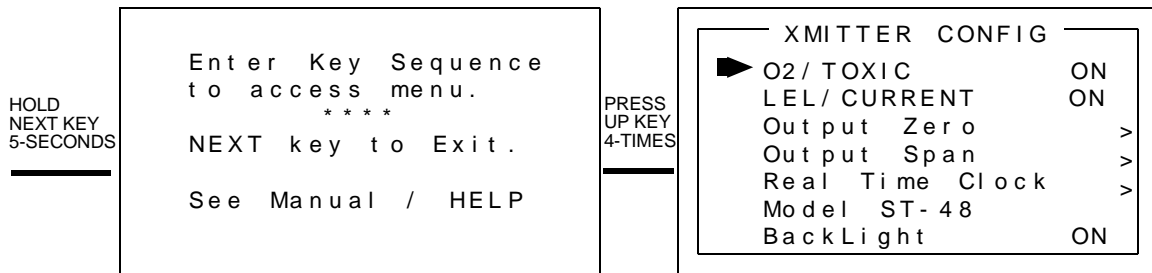 HOLD
NEXT KEY
5-SECONDS
Enter Key Sequence
to access menu.
****
NEXT key to Exit.
See Manual / HELP
PRESS
UP KEY
4-TIMES
XMITTER CONFIG
O2/TOXIC ON
LEL/CURRENT ON
Output Zero >
Output Span >
Real Time Clock >
Model ST-48
BackLight ON